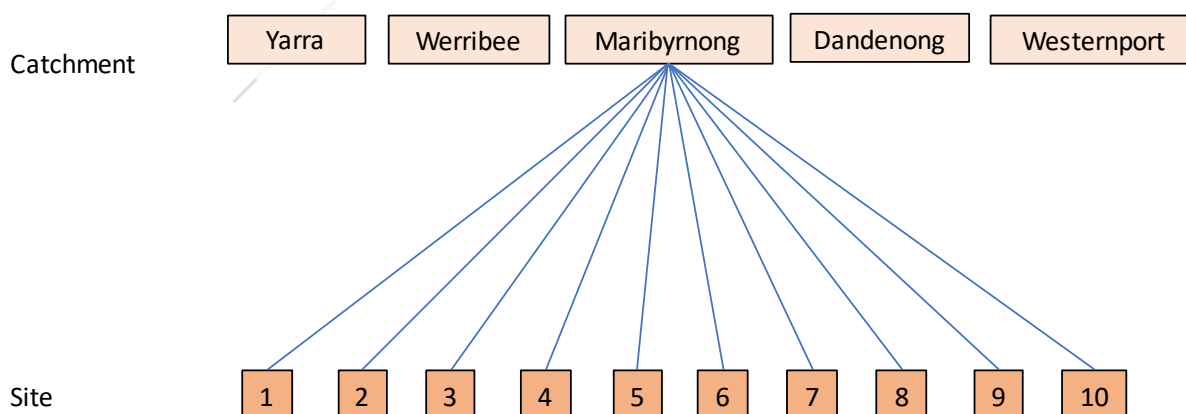 Yarra Werribee Maribyrnong Dandenong Westernport
Catchment
Site 1 2 3 4 5 6 7 8 9 10